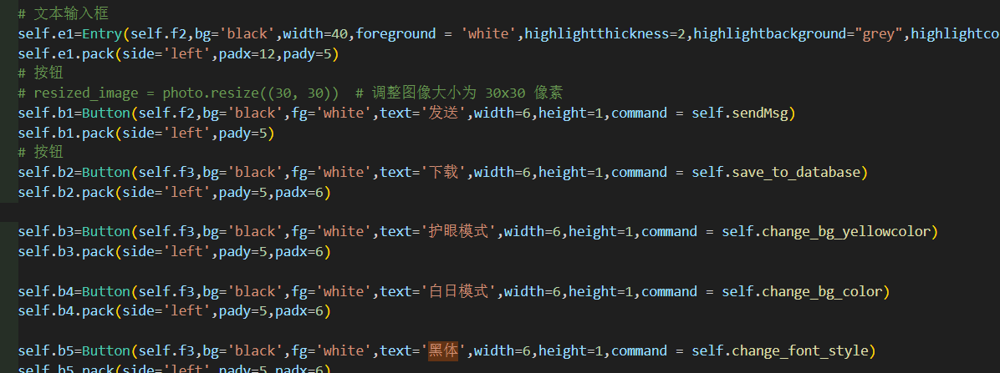 # 文本输入框
self.e1=Entry(self.f2,bg='black',width=40,foreground = 'white',highlightthickness=2,highlightbackground="grey",highlightco
self.e1.pack(side='left',padx=12,pady=5)
# 按钮
# resized_image = photo.resize((30, 30))  # 调整图像大小为 30x30 像素
self.b1=Button(self.f2,bg='black',fg='white',text='发送',width=6,height=1,command = self.sendMsg)
self.b1.pack(side='left',pady=5)
# 按钮
self.b2=Button(self.f3,bg='black',fg='white',text='下载',width=6,height=1,command = self.save_to_database)
self.b2.pack(side='left',pady=5,padx=6)
self.b3=Button(self.f3,bg='black',fg='white',text='护眼模式',width=6,height=1,command = self.change_bg_yellowcolor)
self.b3.pack(side='left',pady=5,padx=6)
self.b4=Button(self.f3,bg='black',fg='white',text='白日模式',width=6,height=1,command = self.change_bg_color)
self.b4.pack(side='left',pady=5,padx=6)
self.b5=Button(self.f3,bg='black',fg='white',text='黑体',width=6,height=1,command = self.change_font_style)
self.b5.pack(side='left',pady=5,padx=6)